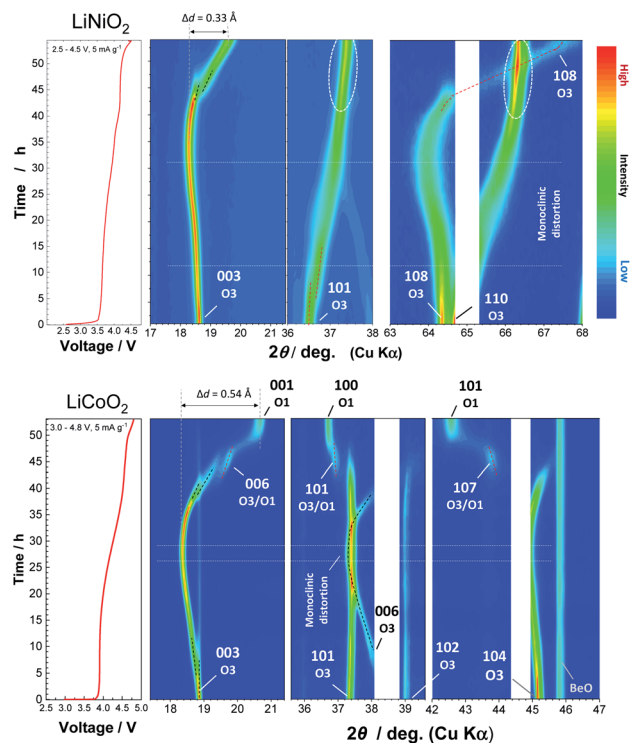 LiNiO2
Δd = 0.33 Å
2.5 - 4.5 V, 5 mA g-1
50
45
40
35
30
25
20
15
10
5
0
Time / h
2.5 3.0 3.5 4.0 4.5
Voltage / V
003
O3
101
O3
108
O3
110
O3
108
O3
Monoclinic
distortion
17 18 19 20 21
36 37 38
63 64 65 66 67 68
2θ / deg. (Cu Kα)
High
Intensity
Low
LiCoO2
Δd = 0.54 Å
001
O1
100
O1
101
O1
3.0 - 4.8 V, 5 mA g-1
50
45
40
35
30
25
20
15
10
5
0
Time / h
2.5 3.0 3.5 4.0 4.5 5.0
Voltage / V
006
O3/O1
101
O3/O1
107
O3/O1
Monoclinic
distortion
003
O3
101
O3
006
O3
102
O3
104
O3
BeO
18 19 20 21
36 37 38 39
42 43 44 45 46 47
2θ / deg. (Cu Kα)